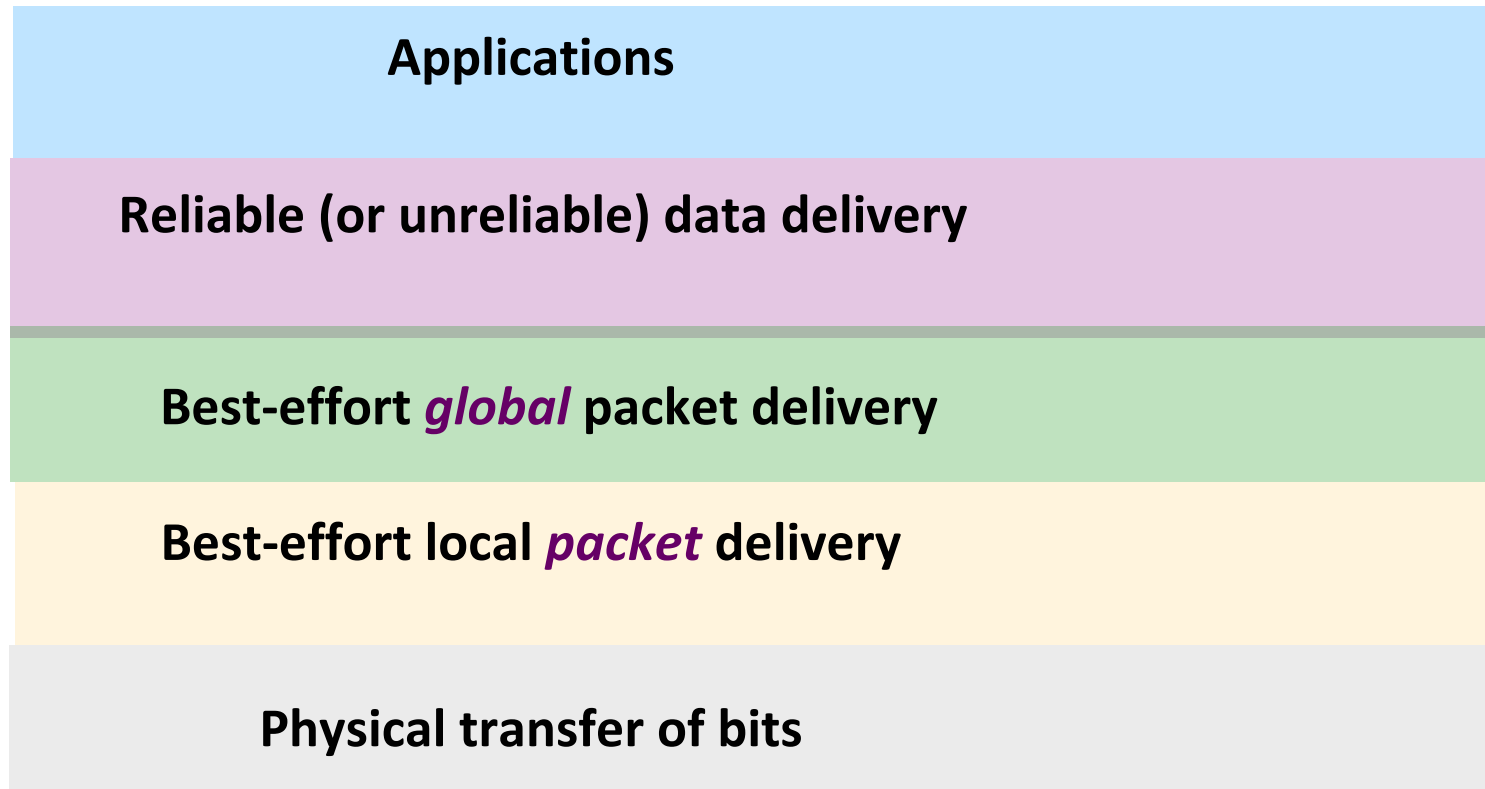 Applications
Reliable (or unreliable) data delivery
Best-effort global packet delivery
Best-effort local packet delivery
Physical transfer of bits